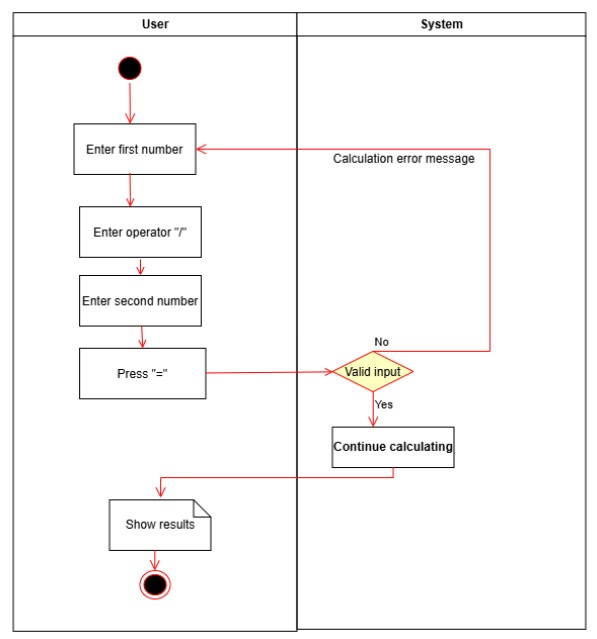 User
System
Enter first number
Calculation error message
Enter operator "/"
Enter second number
No
Press "="
Valid input
Yes
Continue calculating
Show results